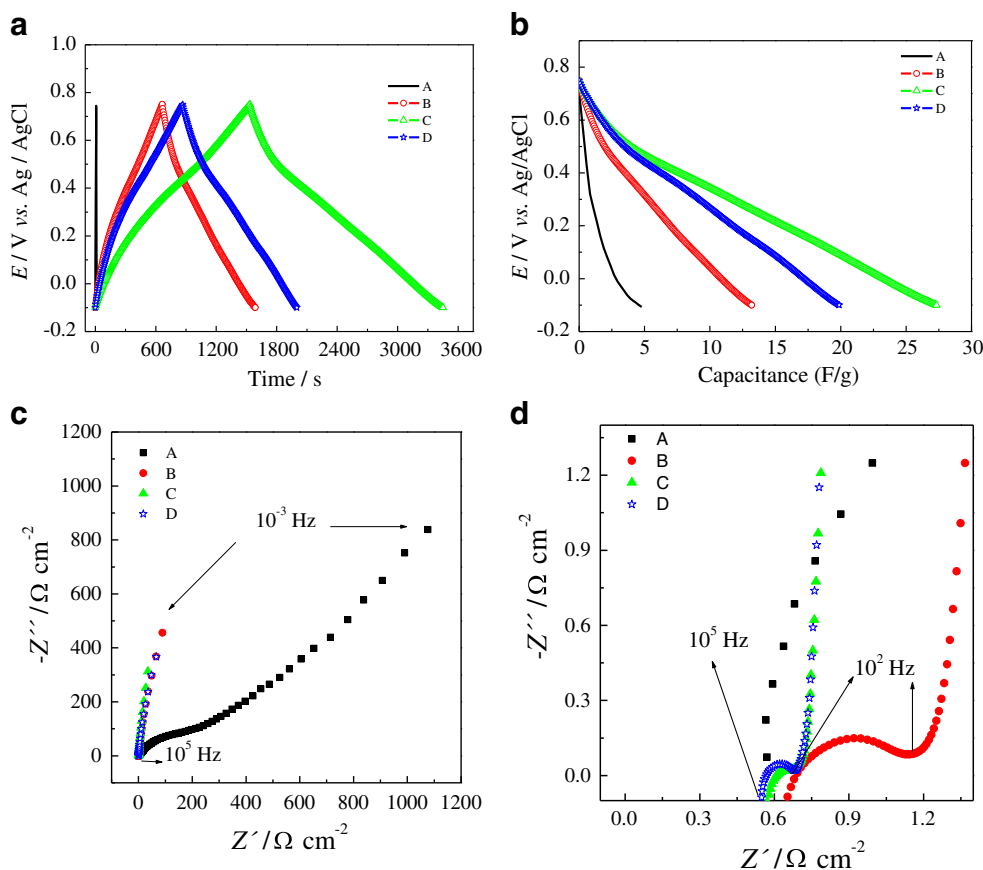 a
1.0
0.8
0.6
0.4
0.2
0.0
-0.2
E / V vs. Ag / AgCl
A
B
C
D
0 600 1200 1800 2400 3000 3600
Time / s
b
0.8
0.6
0.4
0.2
0.0
-0.2
E / V vs. Ag/AgCl
A
B
C
D
0 5 10 15 20 25 30
Capacitance (F/g)
c
1200
1000
800
600
400
200
0
-Z´´/Ω cm⁻²
A
B
C
D
10⁻³ Hz
10⁵ Hz
0 200 400 600 800 1000 1200
Z´/Ω cm⁻²
d
1.2
0.9
0.6
0.3
0.0
-Z´´/Ω cm⁻²
A
B
C
D
10⁵ Hz
10² Hz
0.0 0.3 0.6 0.9 1.2
Z´/Ω cm⁻²